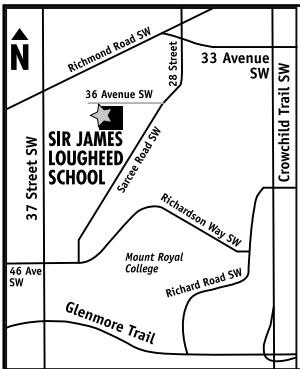 Richmond Road SW
28 Street
33 Avenue
SW
N
36 Avenue SW
Crowchild Trail SW
SIR JAMES
LOUGHEED
SCHOOL
37 Street SW
Sarcee Road SW
Richardson Way SW
Mount Royal
College
46 Ave
SW
Richard Road SW
Glenmore Trail